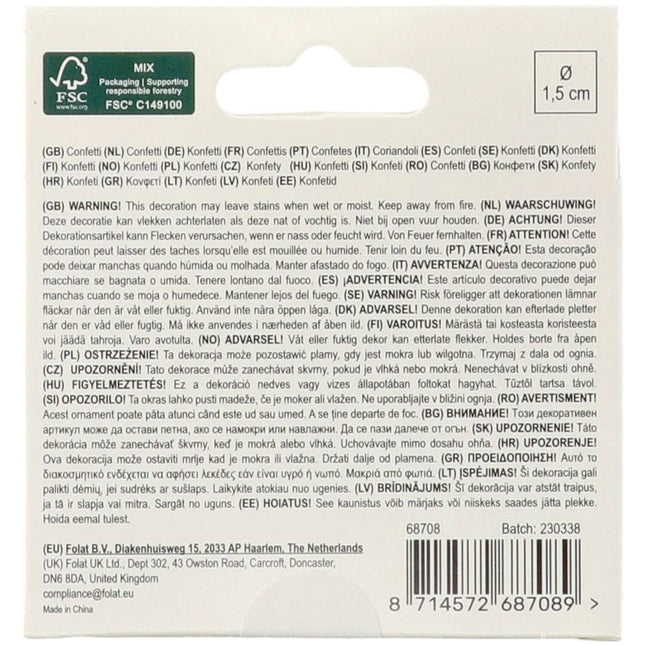 FSC
www.fsc.org
MIX
Packaging | Supporting
responsible forestry
FSC® C149100
Ø
1,5 cm
(GB) Confetti (NL) Confetti (DE) Konfetti (FR) Confettis (PT) Confetes (IT) Coriandoli (ES) Confeti (SE) Konfetti (DK) Konfetti
(FI) Konfetti (NO) Konfetti (PL) Konfetti (CZ) Konfety (HU) Konfetti (SI) Konfeti (RO) Confetti (BG) Конфети (SK) Konfety
(HR) Konfeti (GR) Κονφετί (LT) Konfeti (LV) Konfeti (EE) Konfetid
(GB) WARNING! This decoration may leave stains when wet or moist. Keep away from fire. (NL) WAARSCHUWING!
Deze decoratie kan vlekken achterlaten als deze nat of vochtig is. Niet bij open vuur houden. (DE) ACHTUNG! Dieser
Dekorationsartikel kann Flecken verursachen, wenn er nass oder feucht wird. Von Feuer fernhalten. (FR) ATTENTION! Cette
décoration peut laisser des taches lorsqu'elle est mouillée ou humide. Tenir loin du feu. (PT) ATENÇÃO! Esta decoração
pode deixar manchas quando húmida ou molhada. Manter afastado do fogo. (IT) AVVERTENZA! Questa decorazione può
macchiare se bagnata o umida. Tenere lontano dal fuoco. (ES) ¡ADVERTENCIA! Este artículo decorativo puede dejar
manchas cuando se moja o humedece. Mantener lejos del fuego. (SE) VARNING! Risk föreligger att dekorationen lämnar
fläckar när den är våt eller fuktig. Använd inte nära öppen låga. (DK) ADVARSEL! Denne dekoration kan efterlade pletter
når den er våd eller fugtig. Må ikke anvendes i nærheden af åben ild. (FI) VAROITUS! Märästä tai kosteasta koristeesta
voi jäädä tahroja. Varo avotulta. (NO) ADVARSEL! Våt eller fuktig dekor kan etterlate flekker. Holdes borte fra åpen
ild. (PL) OSTRZEŻENIE! Ta dekoracja może pozostawić plamy, gdy jest mokra lub wilgotna. Trzymaj z dala od ognia.
(CZ) UPOZORNĚNÍ! Tato dekorace může zanechávat skvrny, pokud je vlhká nebo mokrá. Nenechávat v blízkosti ohně.
(HU) FIGYELMEZTETÉS! Ez a dekoráció nedves vagy vizes állapotában foltokat hagyhat. Tűztől tartsa távol.
(SI) OPOZORILO! Ta okras lahko pusti madeže, če je moker ali vlažen. Ne uporabljajte v bližini ognja. (RO) AVERTISMENT!
Acest ornament poate păta atunci când este ud sau umed. A se ține departe de foc. (BG) ВНИМАНИЕ! Този декоративен
артикул може да остави петна, ако се намокри или навлажни. Да се пази далече от огън. (SK) UPOZORNENIE! Táto
dekorácia môže zanechávať škvrny, keď je mokrá alebo vlhká. Uchovávajte mimo dosahu ohňa. (HR) UPOZORENJE!
Ova dekoracija može ostaviti mrlje kad je mokra ili vlažna. Držati dalje od plamena. (GR) ΠΡΟΕΙΔΟΠΟΙΗΣΗ! Αυτό το
διακοσμητικό ενδέχεται να αφήσει λεκέδες εάν είναι υγρό ή νωπό. Μακριά από φωτιά. (LT) ĮSPĖJIMAS! Ši dekoracija gali
palikti dėmių, jei sudrėks ar sušlaps. Laikykite atokiau nuo ugnies. (LV) BRĪDINĀJUMS! Šī dekorācija var atstāt traipus,
ja tā ir slapja vai mitra. Sargāt no uguns. (EE) HOIATUS! See kaunistus võib märjaks või niiskeks saades jätta plekke.
Hoida eemal tulest.
68708 Batch: 230338
(EU) Folat B.V., Diakenhuisweg 15, 2033 AP Haarlem, The Netherlands
(UK) Folat UK Ltd., Dept 302, 43 Owston Road, Carcroft, Doncaster,
DN6 8DA, United Kingdom
compliance@folat.eu
Made in China
8 714572 687089 >